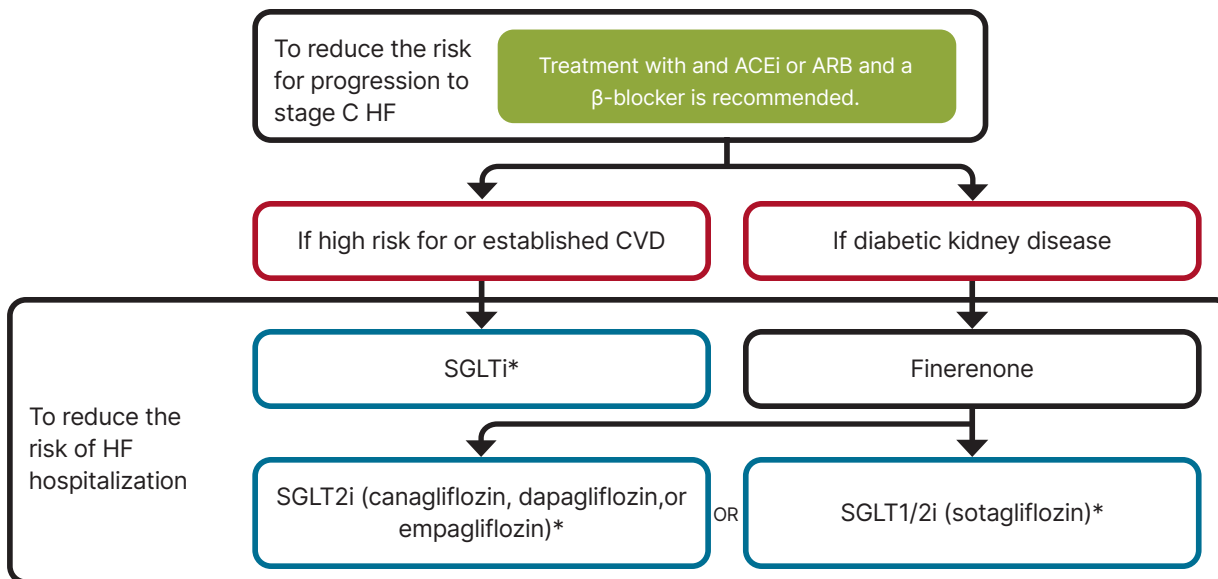 To reduce the risk
for progression to
stage C HF
Treatment with and ACEi or ARB and a
β-blocker is recommended.
If high risk for or established CVD
If diabetic kidney disease
To reduce the
risk of HF
hospitalization
SGLTi*
Finerenone
SGLT2i (canagliflozin, dapagliflozin,or
empagliflozin)*
OR
SGLT1/2i (sotagliflozin)*